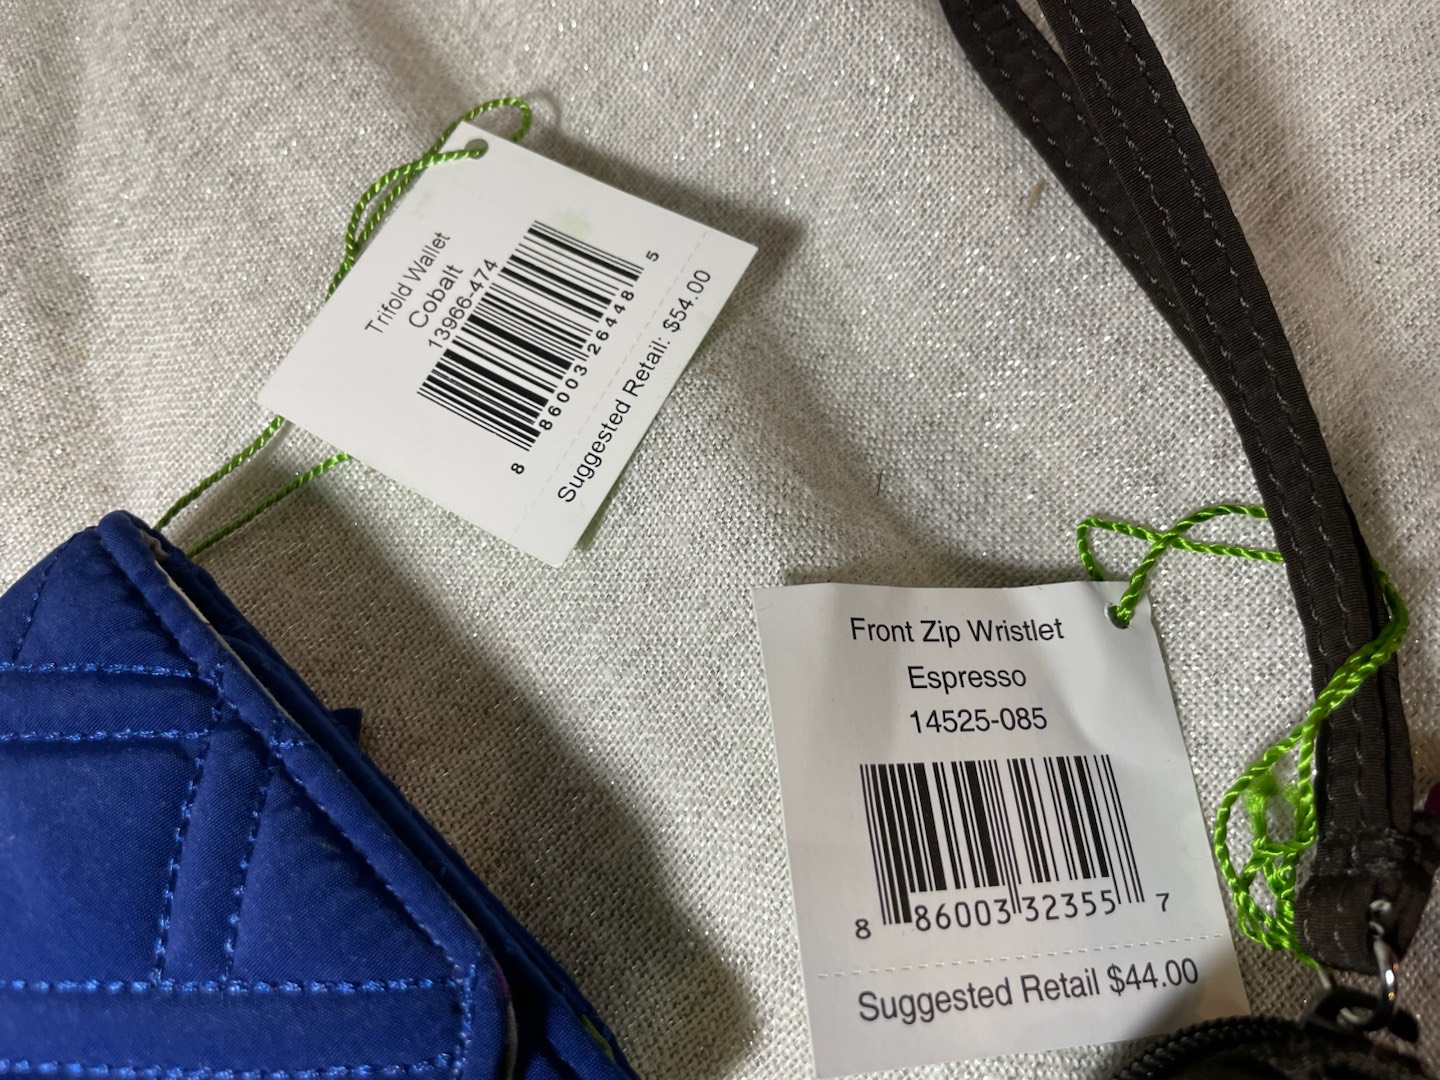 Trifold Wallet
Cobalt
13966-474
8 86003 26448 5
Suggested Retail: $54.00
Front Zip Wristlet
Espresso
14525-085
8 86003 32355 7
Suggested Retail $44.00